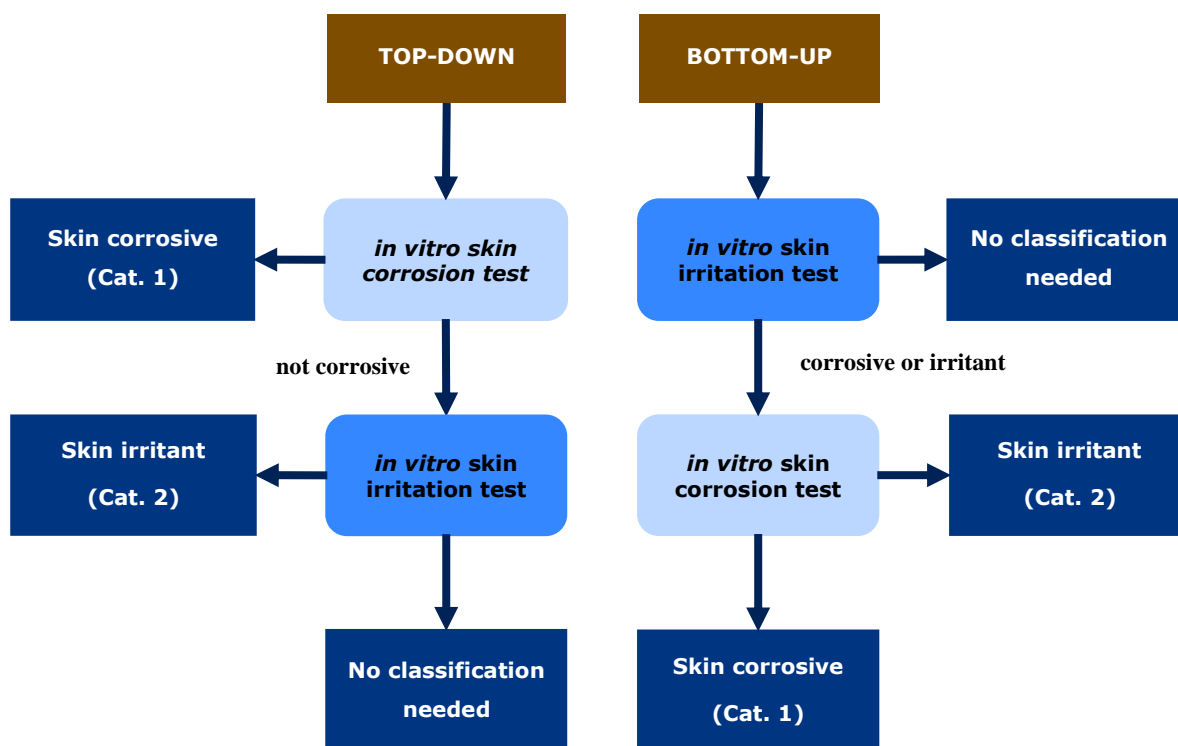 TOP-DOWN
BOTTOM-UP
Skin corrosive
(Cat. 1)
in vitro skin
corrosion test
in vitro skin
irritation test
No classification
needed
not corrosive
corrosive or irritant
Skin irritant
(Cat. 2)
in vitro skin
irritation test
in vitro skin
corrosion test
Skin irritant
(Cat. 2)
No classification
needed
Skin corrosive
(Cat. 1)